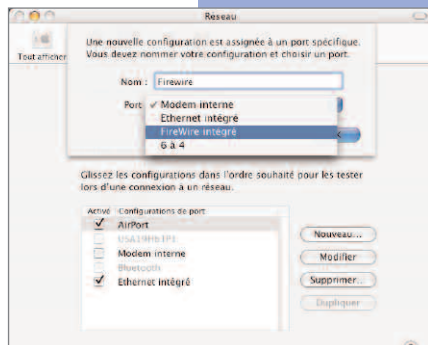 Réseau
Tout afficher
Une nouvelle configuration est assignée à un port spécifique.
Vous devez nommer votre configuration et choisir un port.
Nom : Firewire
Port ✓ Modem interne
Ethernet intégré
FireWire intégré
6 à 4
Glissez les configurations dans l'ordre souhaité pour les tester
lors d'une connexion à un réseau.
Activé Configurations de port
AirPort
Modem interne
Bluetooth
Ethernet intégré
Nouveau...
Modifier
Supprimer...
Dupliquer